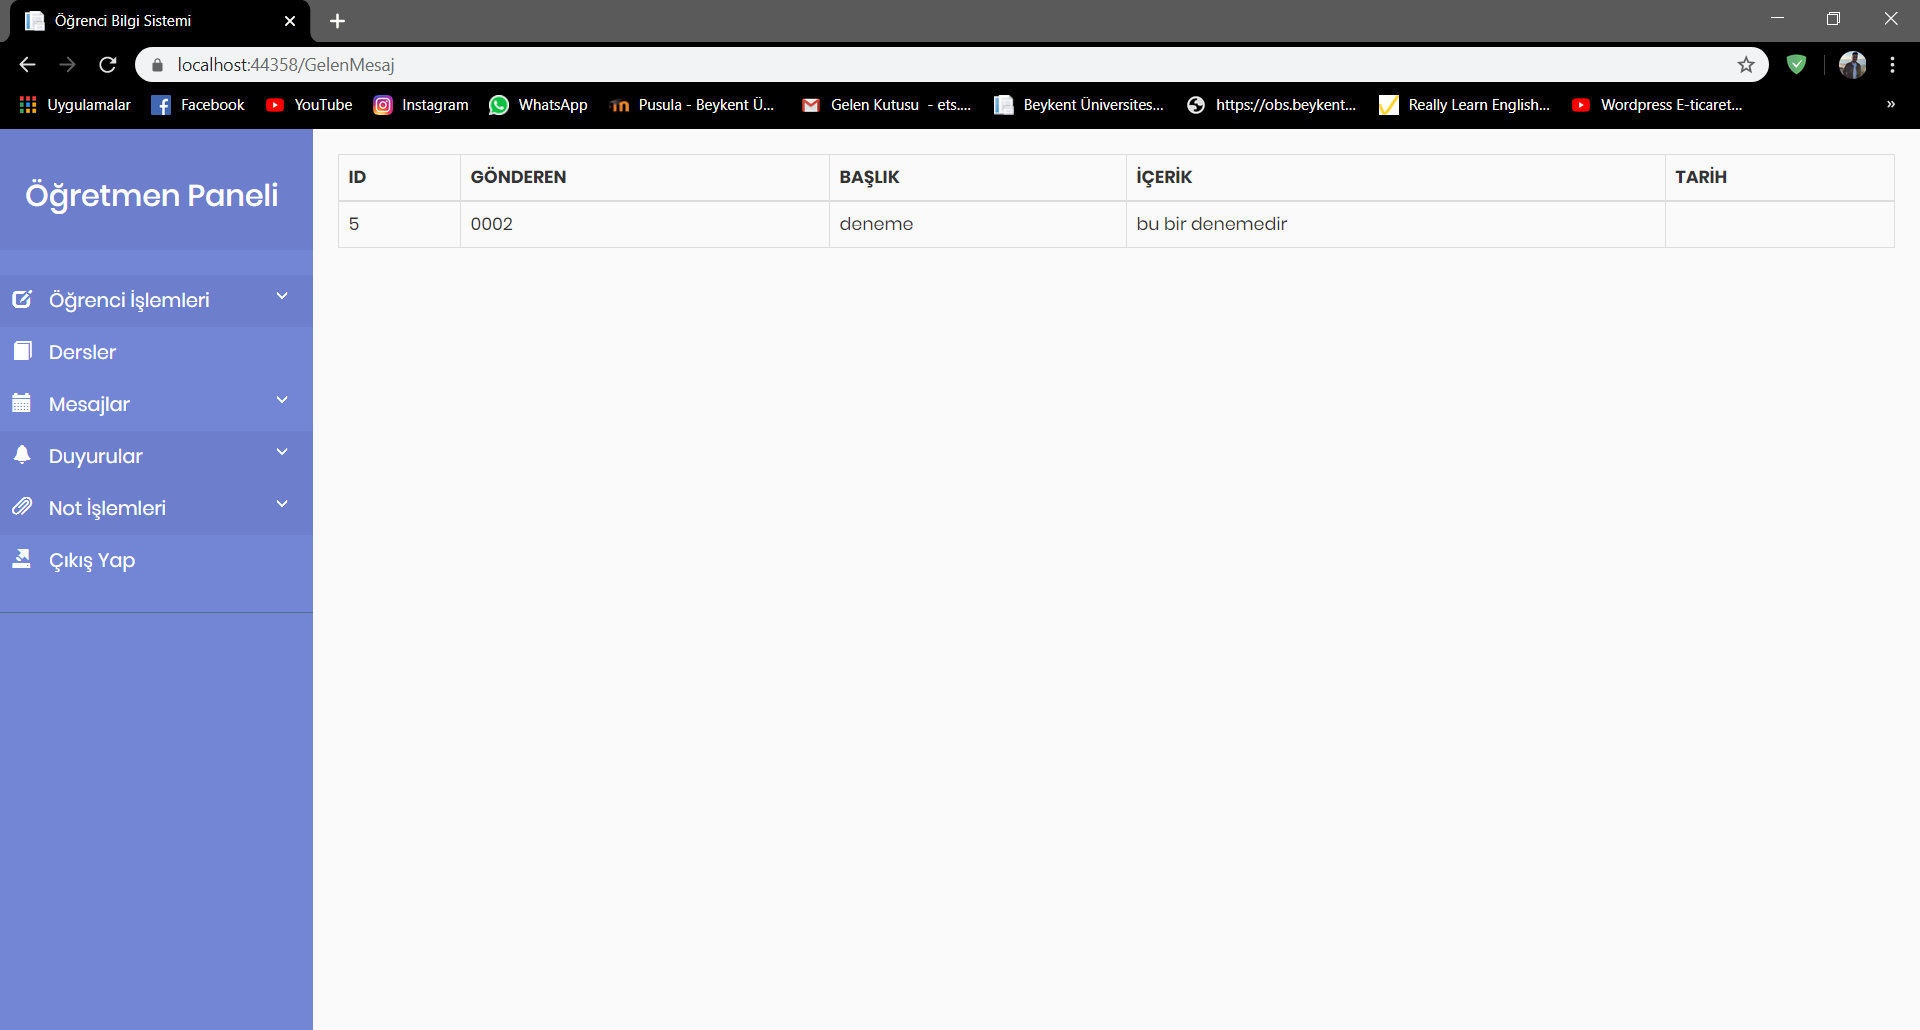 Öğrenci Bilgi Sistemi
localhost:44358/GelenMesaj
Uygulamalar Facebook YouTube Instagram WhatsApp Pusula - Beykent Ü... Gelen Kutusu - ets.... Beykent Üniversites... https://obs.beykent... Really Learn English... Wordpress E-ticaret... »
Öğretmen Paneli
Öğrenci İşlemleri
Dersler
Mesajlar
Duyurular
Not İşlemleri
Çıkış Yap
ID GÖNDEREN BAŞLIK İÇERİK TARİH
5 0002 deneme bu bir denemedir